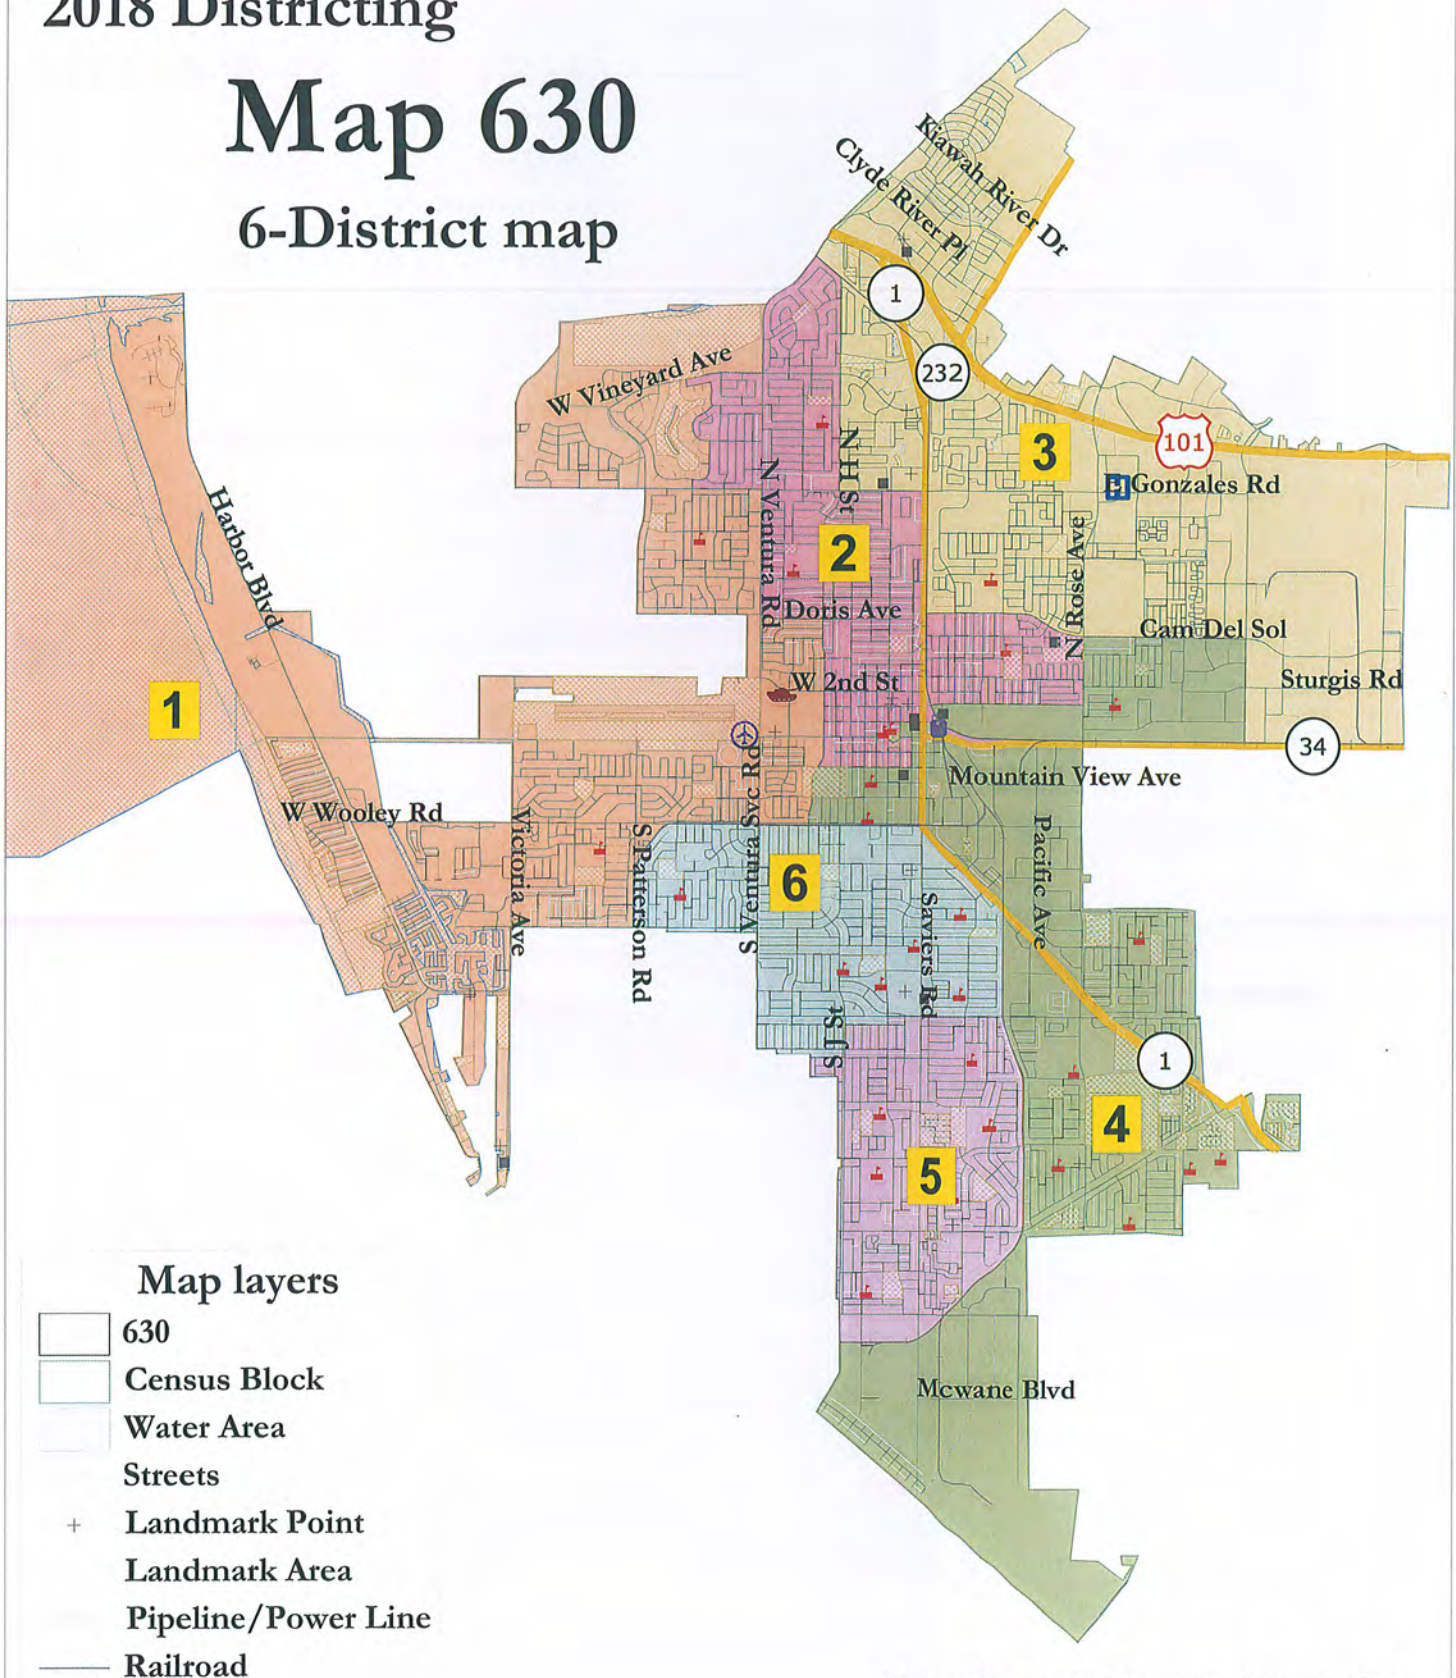 2018 Districting
Map 630
6-District map
Kiawah River Dr
Clyde River Pl
1
232
W Vineyard Ave
3
101
N H St
E Gonzales Rd
Harbor Blvd
N Ventura Rd
2
N Rose Ave
Doris Ave
Cam Del Sol
W 2nd St
Sturgis Rd
1
34
Mountain View Ave
W Wooley Rd
Victoria Ave
S Patterson Rd
S Ventura Svc Rd
6
Saviers Rd
Pacific Ave
S J St
1
4
5
Mcwane Blvd
Map layers
630
Census Block
Water Area
Streets
Landmark Point
Landmark Area
Pipeline/Power Line
Railroad